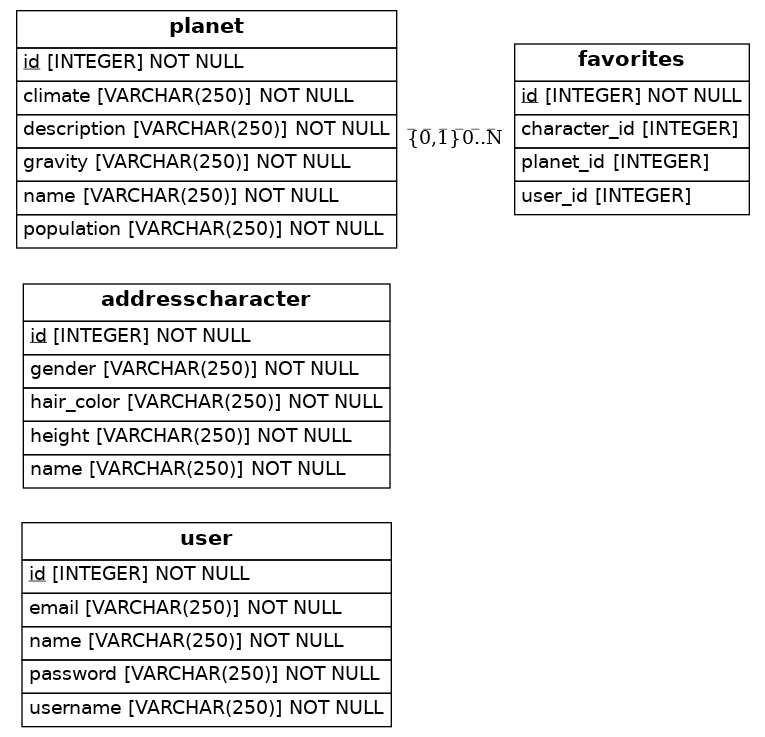 planet
id [INTEGER] NOT NULL
climate [VARCHAR(250)] NOT NULL
description [VARCHAR(250)] NOT NULL
gravity [VARCHAR(250)] NOT NULL
name [VARCHAR(250)] NOT NULL
population [VARCHAR(250)] NOT NULL
{0,1}0..N
favorites
id [INTEGER] NOT NULL
character_id [INTEGER]
planet_id [INTEGER]
user_id [INTEGER]
addresscharacter
id [INTEGER] NOT NULL
gender [VARCHAR(250)] NOT NULL
hair_color [VARCHAR(250)] NOT NULL
height [VARCHAR(250)] NOT NULL
name [VARCHAR(250)] NOT NULL
user
id [INTEGER] NOT NULL
email [VARCHAR(250)] NOT NULL
name [VARCHAR(250)] NOT NULL
password [VARCHAR(250)] NOT NULL
username [VARCHAR(250)] NOT NULL